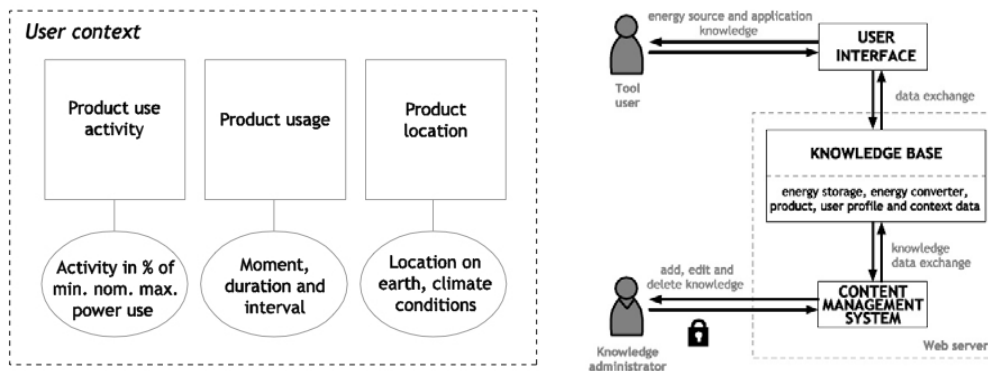 User context
Product use
activity
Product usage
Product
location
Activity in % of
min. nom. max.
power use
Moment,
duration and
interval
Location on
earth, climate
conditions
energy source and application
knowledge
Tool
user
USER
INTERFACE
data exchange
KNOWLEDGE BASE
energy storage, energy converter,
product, user profile and context data
knowledge
data exchange
add, edit and
delete knowledge
Knowledge
administrator
CONTENT
MANAGEMENT
SYSTEM
Web server